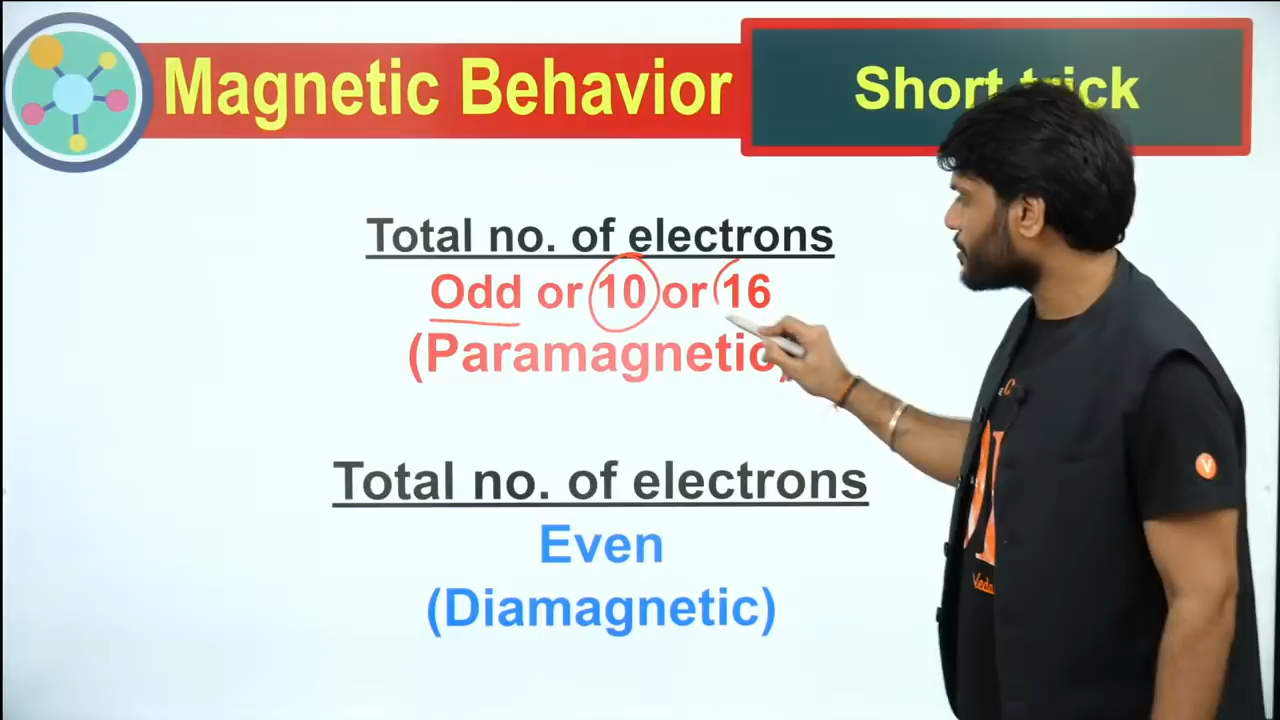 Magnetic Behavior
Short trick
Total no. of electrons
Odd or 10 or 16
(Paramagnetic)
Total no. of electrons
Even
(Diamagnetic)
V